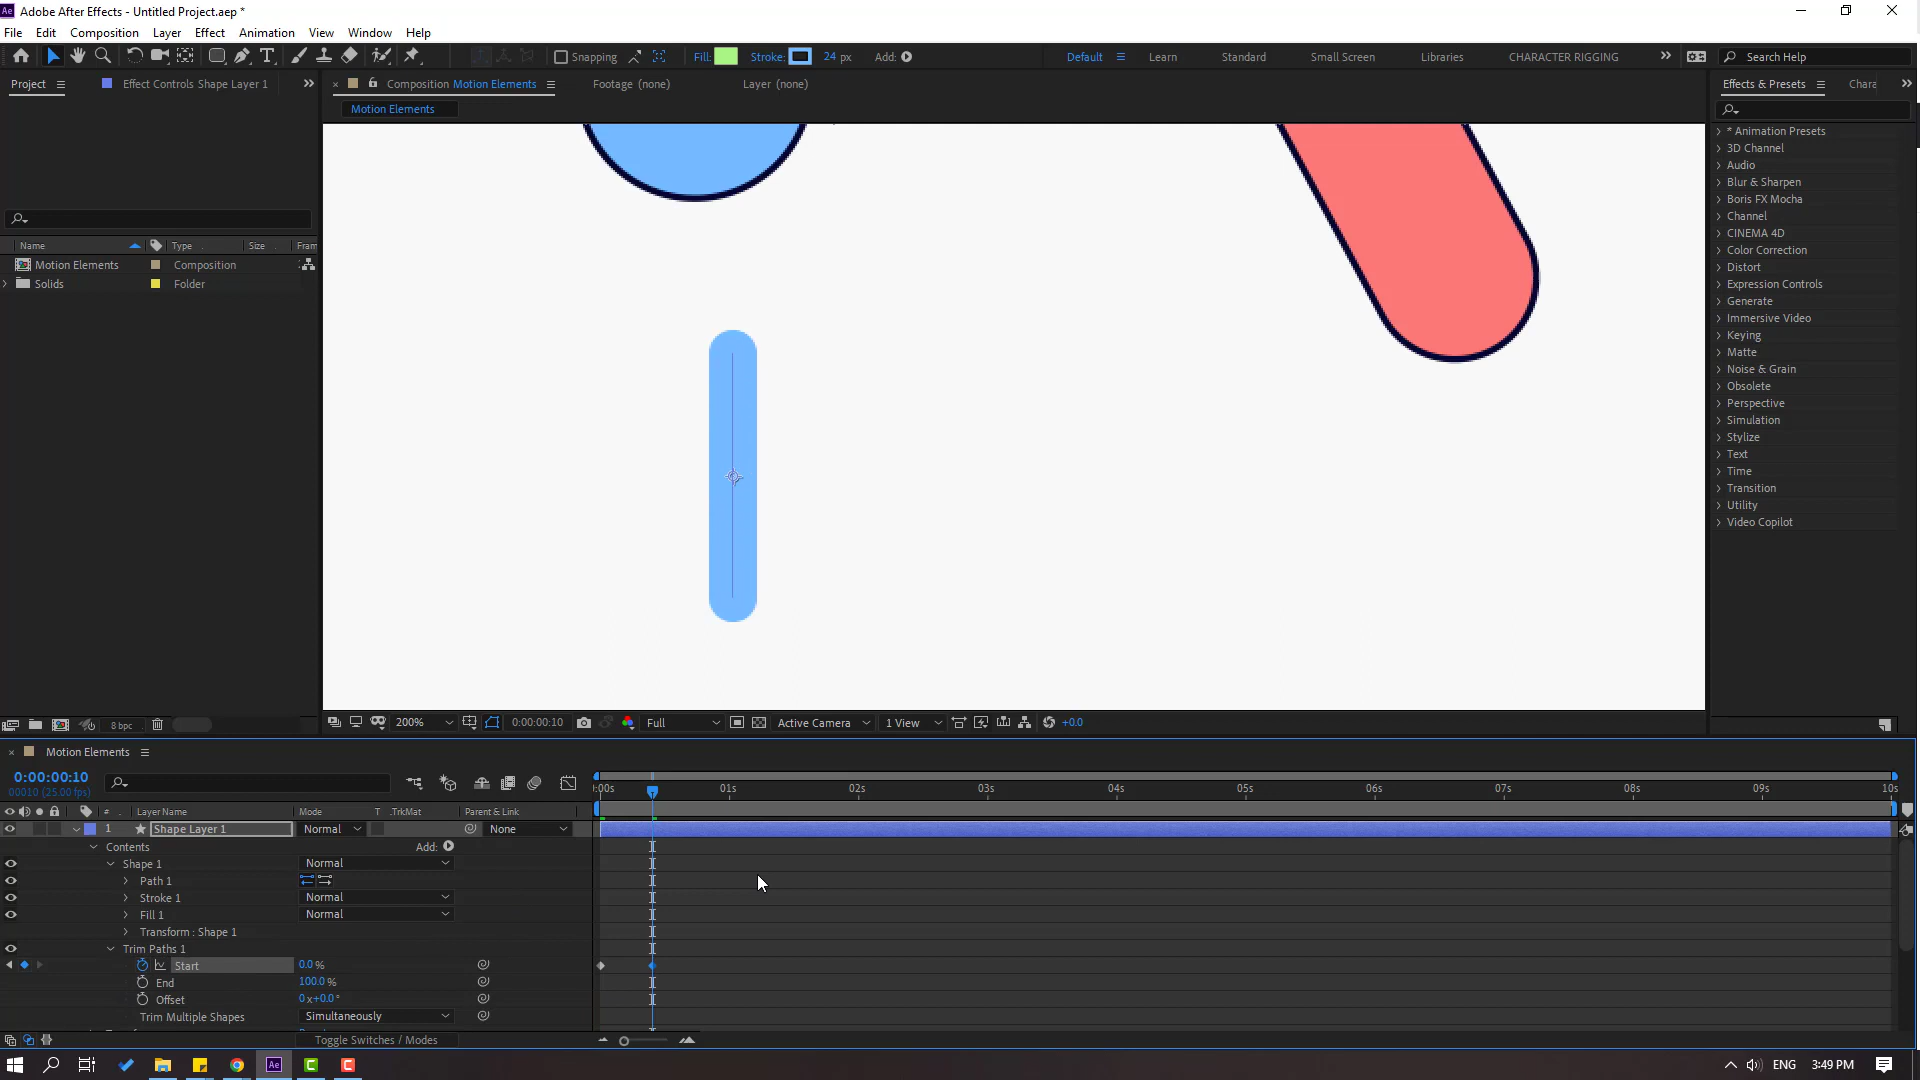 Adobe After Effects - Untitled Project.aep *
File Edit Composition Layer Effect Animation View Window Help
Snapping Fill: Stroke: 24 px Add: Default Learn Standard Small Screen Libraries CHARACTER RIGGING Search Help
Project Effect Controls Shape Layer 1 Composition Motion Elements Footage (none) Layer (none) Effects & Presets Chara
Motion Elements
* Animation Presets
3D Channel
Audio
Blur & Sharpen
Boris FX Mocha
Channel
CINEMA 4D
Color Correction
Distort
Expression Controls
Generate
Immersive Video
Keying
Matte
Noise & Grain
Obsolete
Perspective
Simulation
Stylize
Text
Time
Transition
Utility
Video Copilot
Name Type Size Fram
Motion Elements Composition
Solids Folder
8 bpc 200% 0:00:00:10 Full Active Camera 1 View +0.0
Motion Elements
0:00:00:10
00010 (25.00 fps)
:00s 01s 02s 03s 04s 05s 06s 07s 08s 09s 10s
# Layer Name Mode T .TrkMat Parent & Link
1 Shape Layer 1 Normal None
Contents Add:
Shape 1 Normal
Path 1
Stroke 1 Normal
Fill 1 Normal
Transform : Shape 1
Trim Paths 1
Start 0.0 %
End 100.0 %
Offset 0 x+0.0 °
Trim Multiple Shapes Simultaneously
Toggle Switches / Modes
ENG 3:49 PM